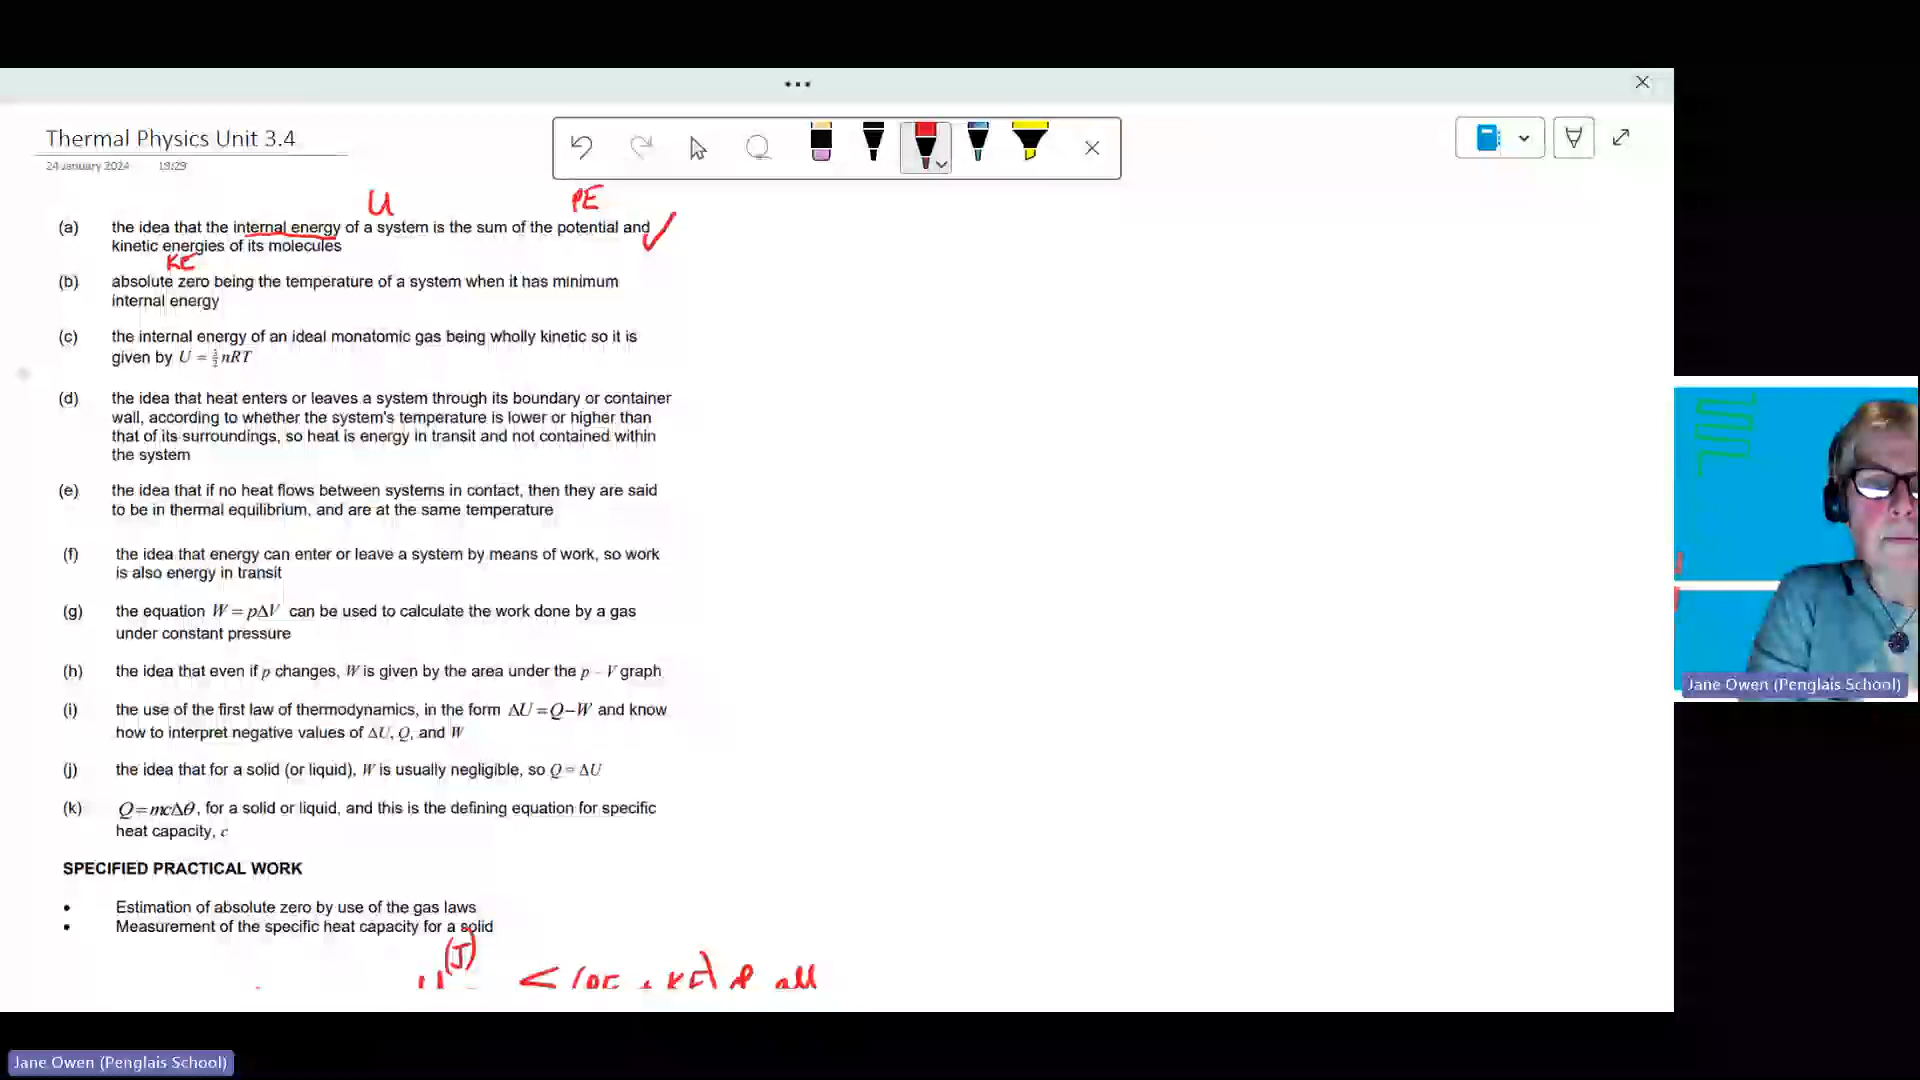 Thermal Physics Unit 3.4
24 January 2024 13:29
U PE
(a) the idea that the internal energy of a system is the sum of the potential and
kinetic energies of its molecules
KE
(b) absolute zero being the temperature of a system when it has minimum
internal energy
(c) the internal energy of an ideal monatomic gas being wholly kinetic so it is
given by U = 3/2 nRT
(d) the idea that heat enters or leaves a system through its boundary or container
wall, according to whether the system's temperature is lower or higher than
that of its surroundings, so heat is energy in transit and not contained within
the system
(e) the idea that if no heat flows between systems in contact, then they are said
to be in thermal equilibrium, and are at the same temperature
(f) the idea that energy can enter or leave a system by means of work, so work
is also energy in transit
(g) the equation W = pΔV can be used to calculate the work done by a gas
under constant pressure
(h) the idea that even if p changes, W is given by the area under the p – V graph
(i) the use of the first law of thermodynamics, in the form ΔU = Q – W and know
how to interpret negative values of ΔU, Q, and W
(j) the idea that for a solid (or liquid), W is usually negligible, so Q = ΔU
(k) Q = mcΔθ, for a solid or liquid, and this is the defining equation for specific
heat capacity, c
SPECIFIED PRACTICAL WORK
• Estimation of absolute zero by use of the gas laws
• Measurement of the specific heat capacity for a solid
(J)
(PE + KE) of all
Jane Owen (Penglais School)
Jane Owen (Penglais School)